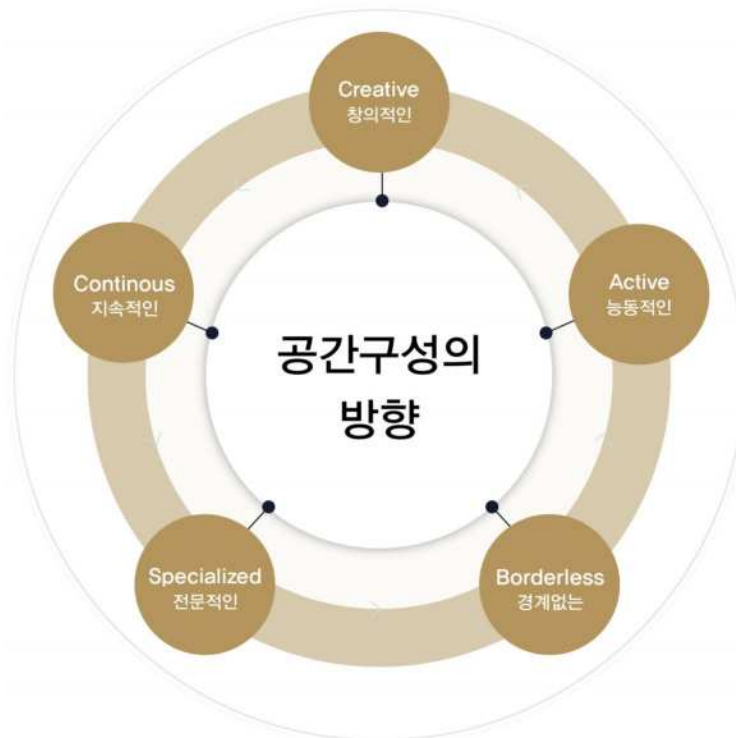 Creative
창의적인
Continous
지속적인
Active
능동적인
공간구성의
방향
Specialized
전문적인
Borderless
경계없는